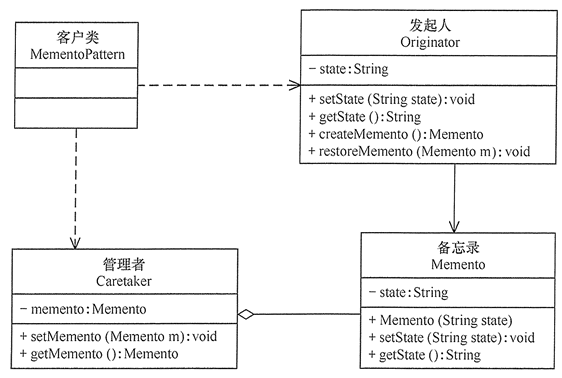 客户类
MementoPattern
发起人
Originator
− state:String
+ setState (String state):void
+ getState ():String
+ createMemento ():Memento
+ restoreMemento (Memento m):void
管理者
Caretaker
− memento:Memento
+ setMemento (Memento m):void
+ getMemento ():Memento
备忘录
Memento
− state:String
+ Memento (String state)
+ setState (String state):void
+ getState ():String